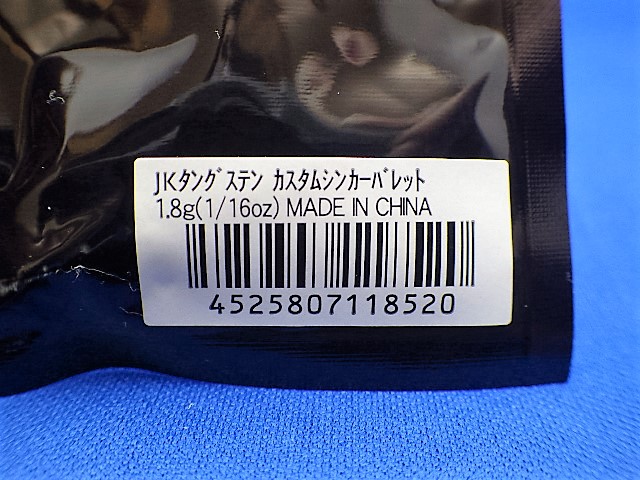 JKﾀﾝｸﾞｽﾃﾝ ｶｽﾀﾑｼﾝｶｰﾊﾞﾚｯﾄ
1.8g(1/16oz) MADE IN CHINA
4525807118520